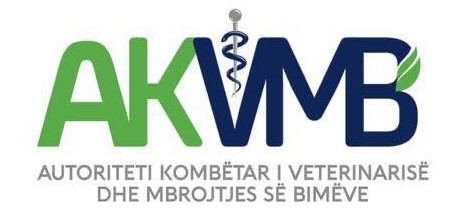 AKVMB
AUTORITETI KOMBËTAR I VETERINARISË
DHE MBROJTJES SË BIMËVE